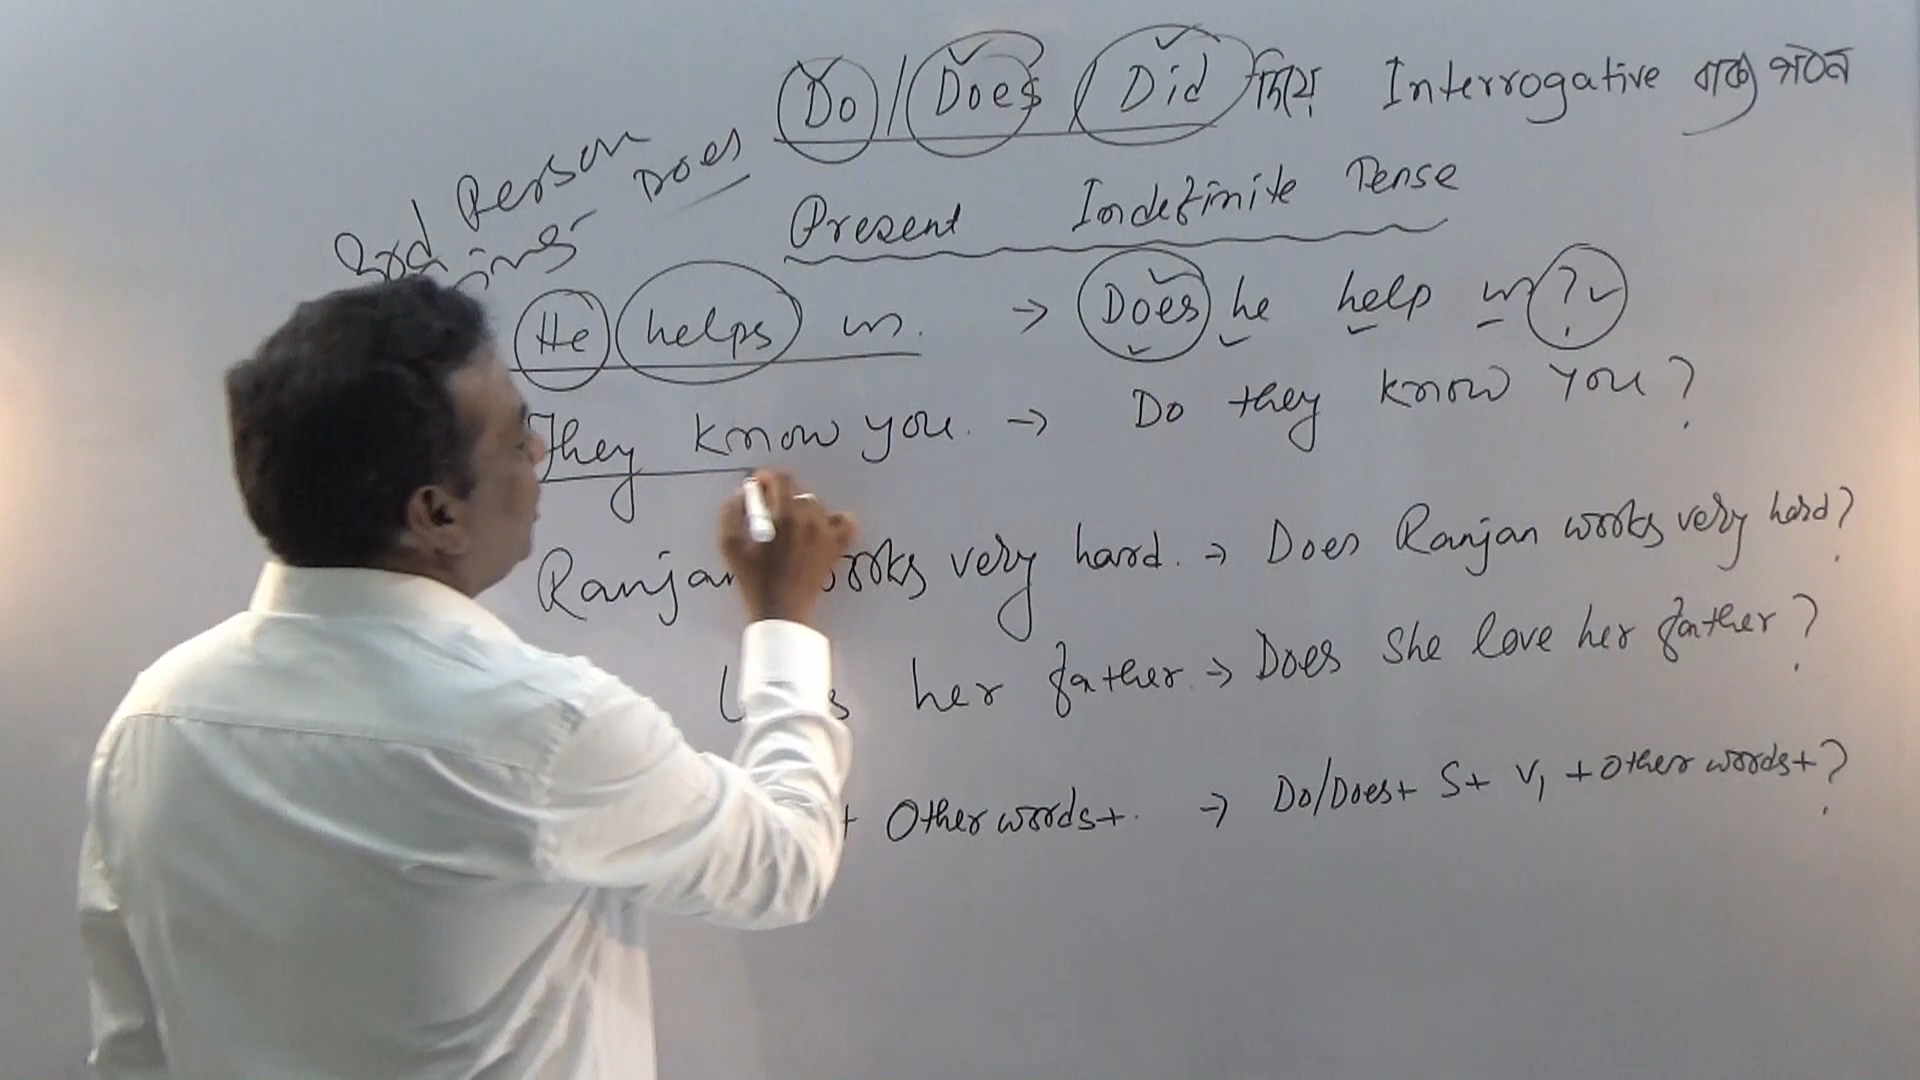 Do / Does / Did দিয়ে Interrogative বাক্য গঠন
3rd Person
Does
Present Indefinite Tense
He helps us. → Does he help us ?
They know you. → Do they know you ?
Ranjan works very hard. → Does Ranjan works very hard ?
her father. → Does She love her father ?
+ Other words + . → Do/Does + S + V1 + Other words + ?